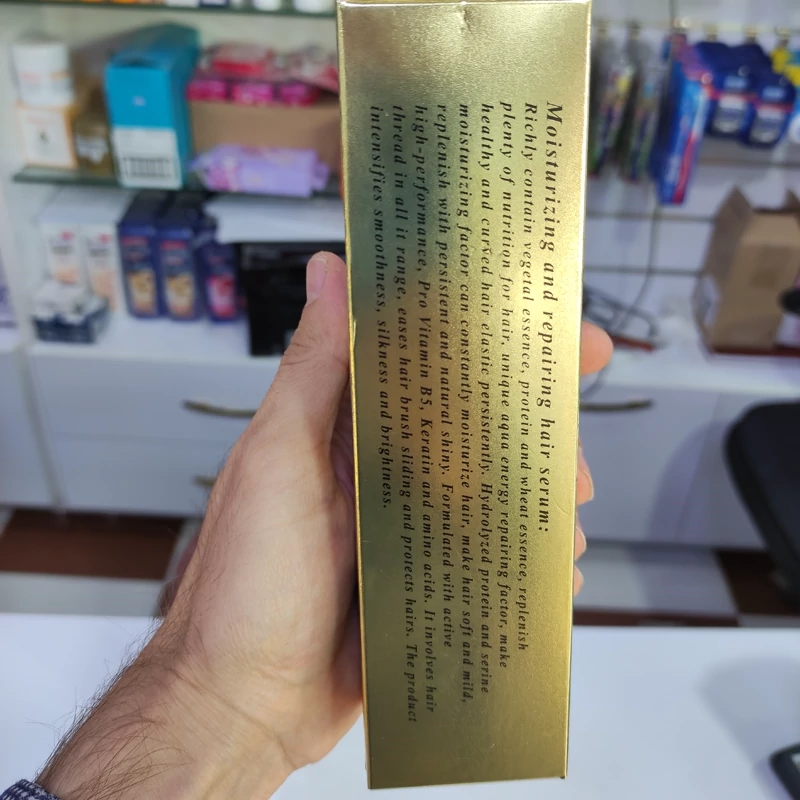 Moisturizing and repairing hair serum:
Richly contain vegetal essence, protein and wheat essence, replenish
plenty of nutrition for hair, unique aqua energy repairing factor, make
healthy and curved hair elastic persistently. Hydrolyzed protein and serine
moisturizing factor can constantly moisturize hair, make hair soft and mild,
replenish with persistent and natural shiny. Formulated with active
high-performance, Pro Vitamin B5, Keratin and amino acids. It involves hair
thread in all it range, eases hair brush sliding and protects hairs. The product
intensifies smoothness, silkness and brightness.